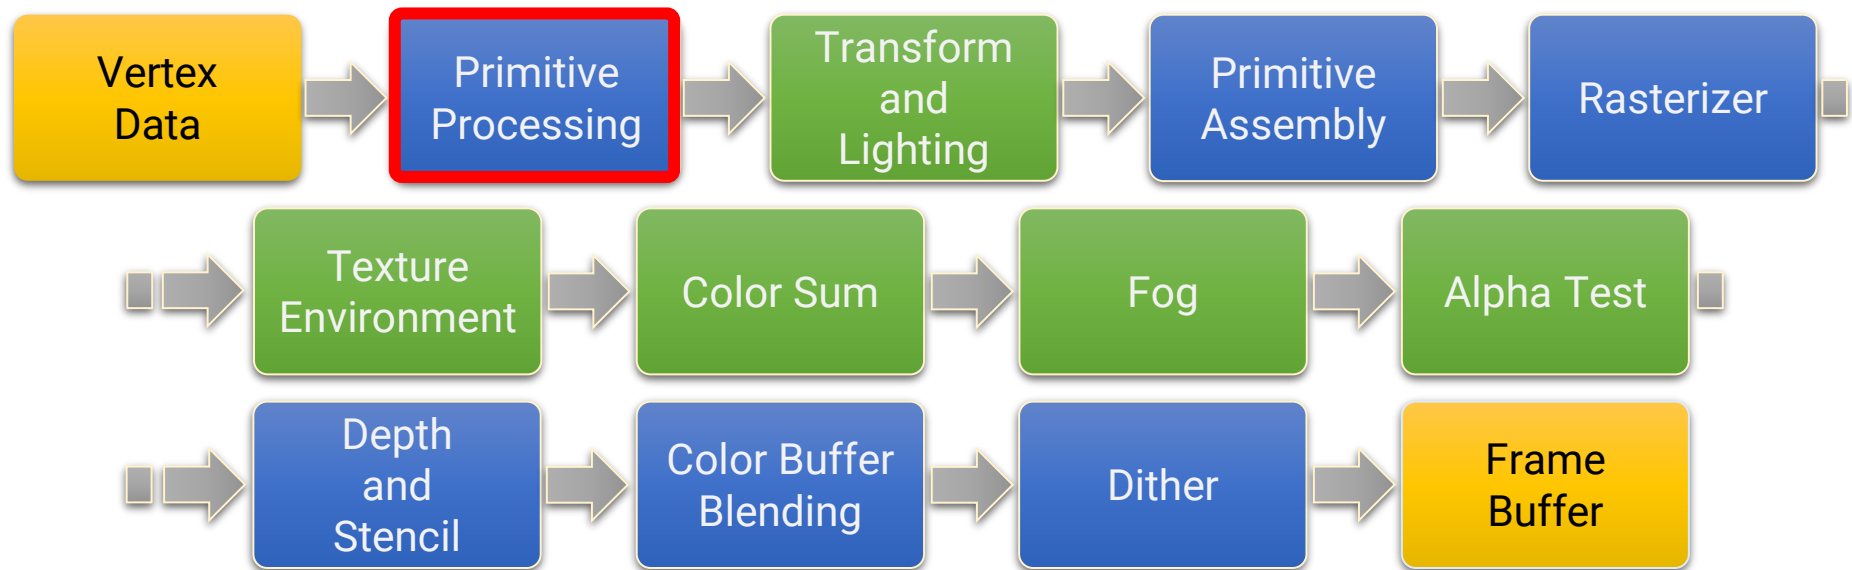 Vertex
Data
Primitive
Processing
Transform
and
Lighting
Primitive
Assembly
Rasterizer
Texture
Environment
Color Sum
Fog
Alpha Test
Depth
and
Stencil
Color Buffer
Blending
Dither
Frame
Buffer